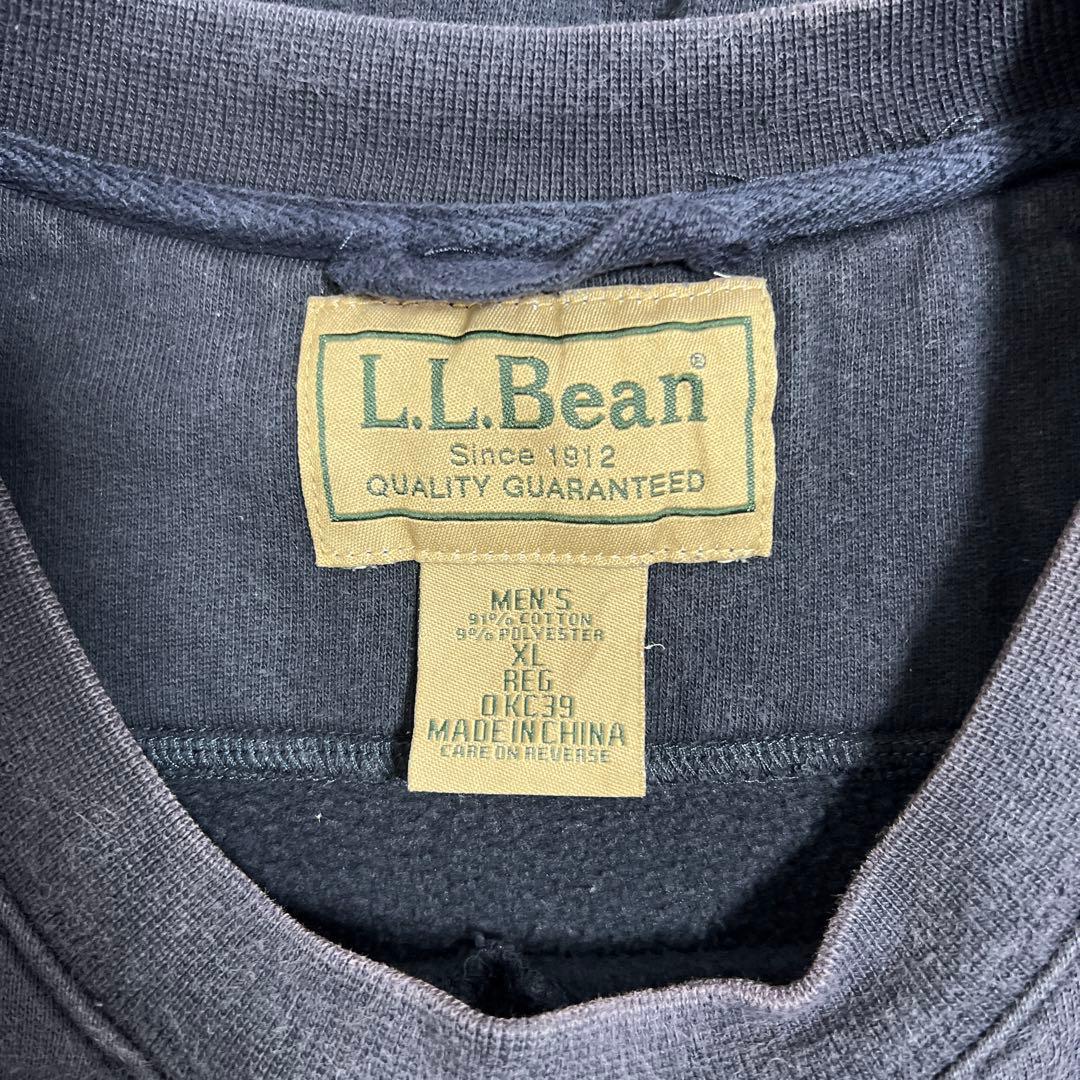 L.L.Bean®
Since 1912
QUALITY GUARANTEED
MEN'S
91% COTTON
9% POLYESTER
XL
REG
0KC39
MADE IN CHINA
CARE ON REVERSE